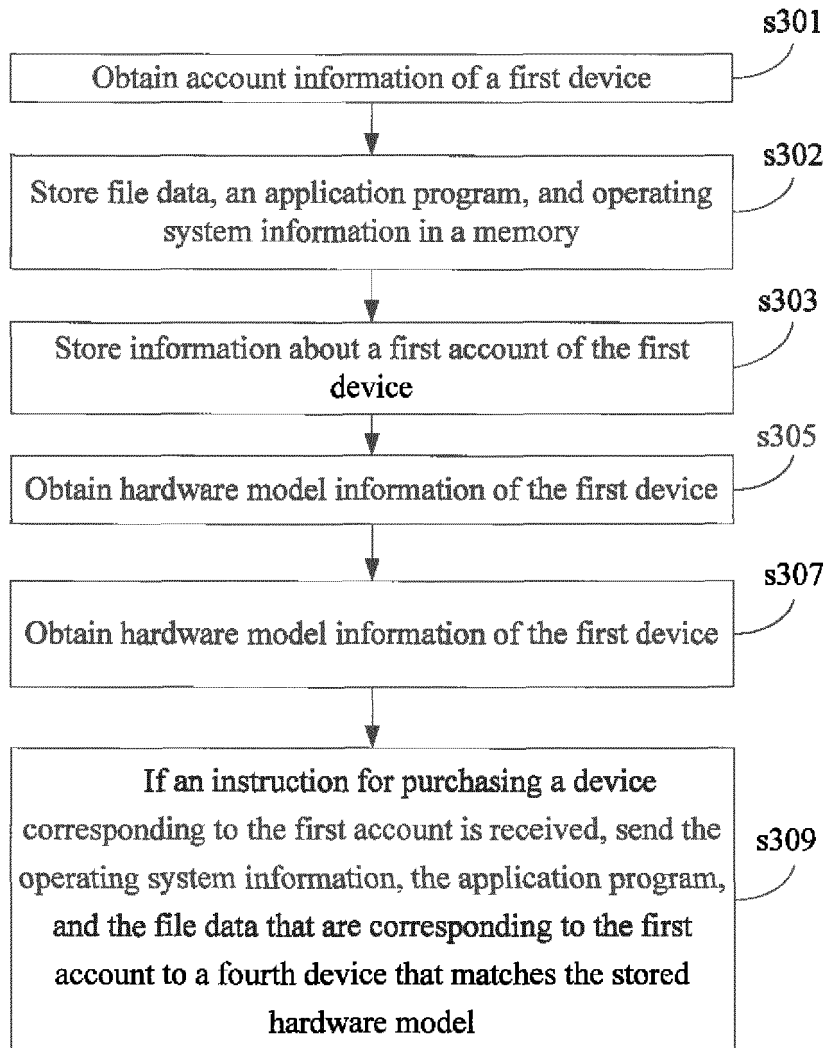 s301
Obtain account information of a first device
s302
Store file data, an application program, and operating
system information in a memory
s303
Store information about a first account of the first
device
s305
Obtain hardware model information of the first device
s307
Obtain hardware model information of the first device
If an instruction for purchasing a device
corresponding to the first account is received, send the
s309
operating system information, the application program,
and the file data that are corresponding to the first
account to a fourth device that matches the stored
hardware model